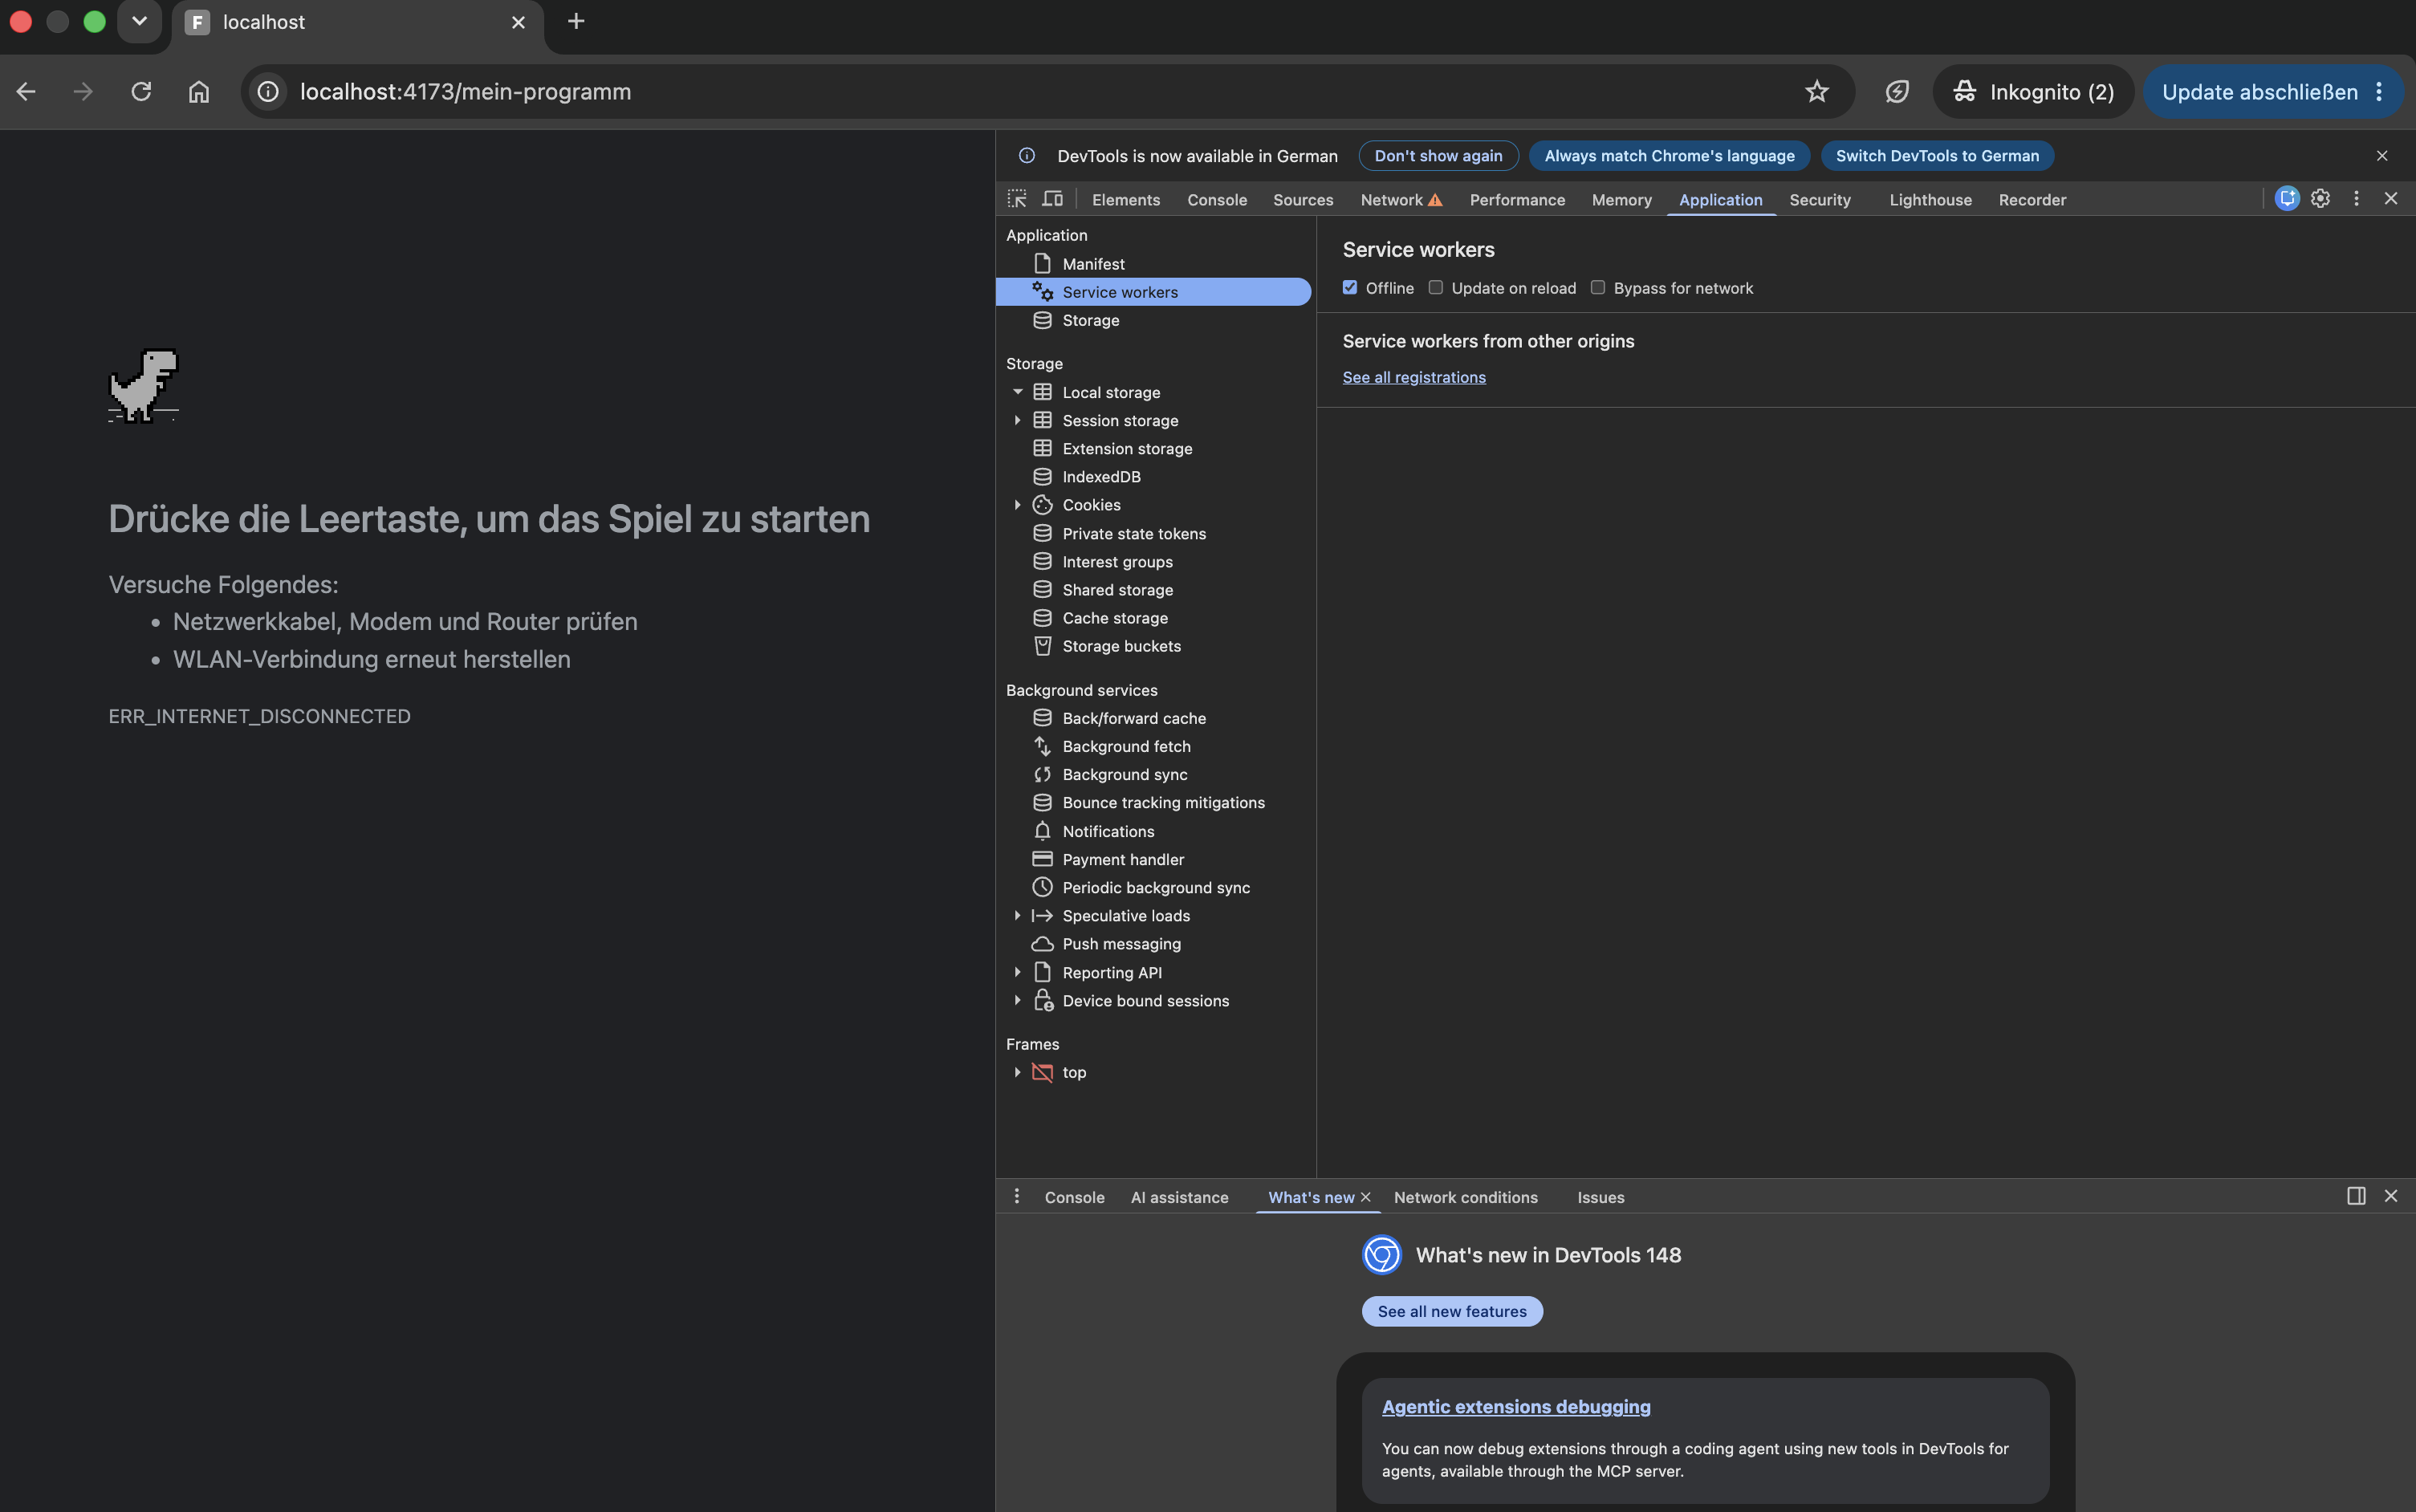 F localhost
localhost:4173/mein-programm
Inkognito (2)
Update abschließen
DevTools is now available in German
Don't show again
Always match Chrome's language
Switch DevTools to German
Elements
Console
Sources
Network
Performance
Memory
Application
Security
Lighthouse
Recorder
Drücke die Leertaste, um das Spiel zu starten
Versuche Folgendes:
• Netzwerkkabel, Modem und Router prüfen
• WLAN-Verbindung erneut herstellen
ERR_INTERNET_DISCONNECTED
Application
Manifest
Service workers
Storage
Storage
Local storage
Session storage
Extension storage
IndexedDB
Cookies
Private state tokens
Interest groups
Shared storage
Cache storage
Storage buckets
Background services
Back/forward cache
Background fetch
Background sync
Bounce tracking mitigations
Notifications
Payment handler
Periodic background sync
Speculative loads
Push messaging
Reporting API
Device bound sessions
Frames
top
Service workers
Offline
Update on reload
Bypass for network
Service workers from other origins
See all registrations
Console
AI assistance
What's new
Network conditions
Issues
What's new in DevTools 148
See all new features
Agentic extensions debugging
You can now debug extensions through a coding agent using new tools in DevTools for
agents, available through the MCP server.